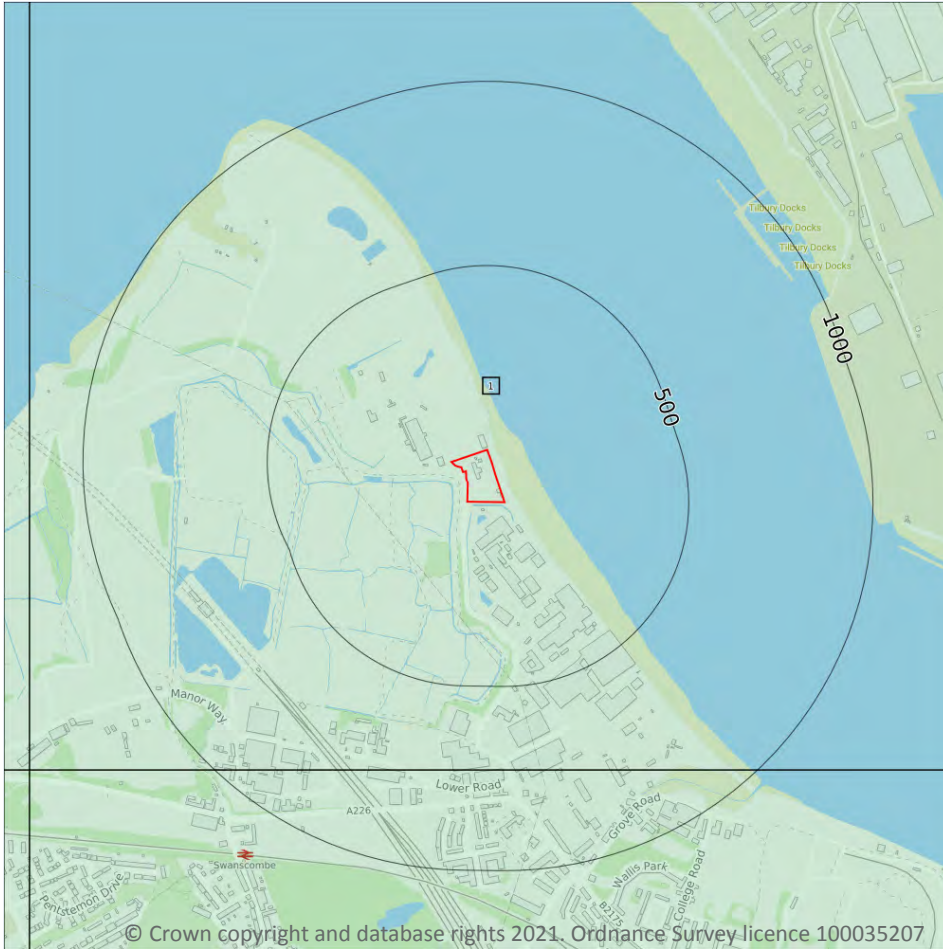 Tilbury Docks
Tilbury Docks
Tilbury Docks
Tilbury Docks
1000
1
500
Manor Way
Lower Road
A226
Grove Road
Swanscombe
Wallis Park
College Road
Pentstemon Drive
B2175
© Crown copyright and database rights 2021. Ordnance Survey licence 100035207